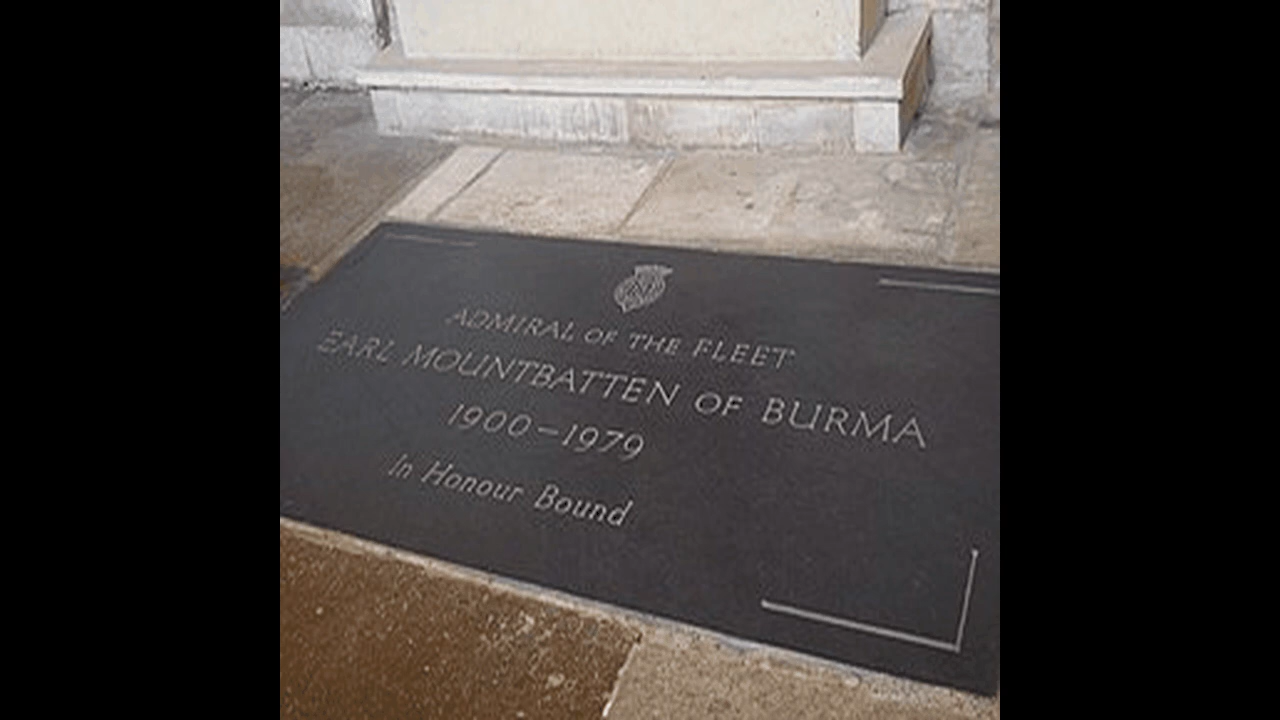 ADMIRAL OF THE FLEET
EARL MOUNTBATTEN OF BURMA
1900-1979
In Honour Bound